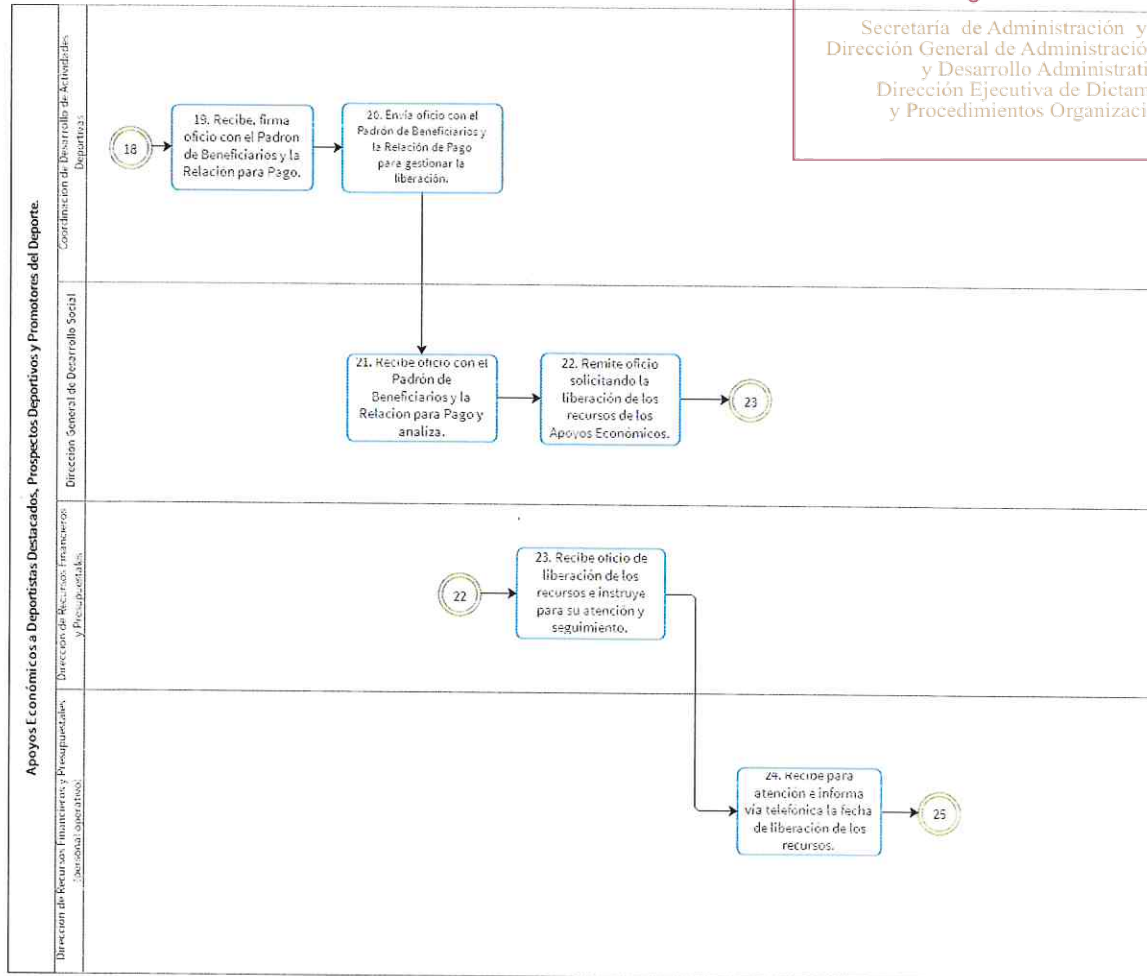 Secretaría de Administración y
Dirección General de Administració
y Desarrollo Administrati
Dirección Ejecutiva de Dictam
y Procedimientos Organizaci
Apoyos Económicos a Deportistas Destacados, Prospectos Deportivos y Promotores del Deporte.
Coordinación de Desarrollo de Actividades
Deportivas
18
19. Recibe, firma
oficio con el Padron
de Beneficiarios y la
Relación para Pago.
20. Envía oficio con el
Padrón de Beneficiarios y
la Relación de Pago
para gestionar la
liberación.
Dirección General de Desarrollo Social
21. Recibe oficio con el
Padrón de
Beneficiarios y la
Relacion para Pago y
analiza.
22. Remite oficio
solicitando la
liberación de los
recursos de los
Apoyos Económicos.
23
Dirección de Recursos Financieros
y Presupuestales
22
23. Recibe oficio de
liberación de los
recursos e instruye
para su atención y
seguimiento.
Dirección de Recursos Financieros y Presupuestales
(personal operativo)
24. Recibe para
atención e informa
vía telefónica la fecha
de liberación de los
recursos.
25